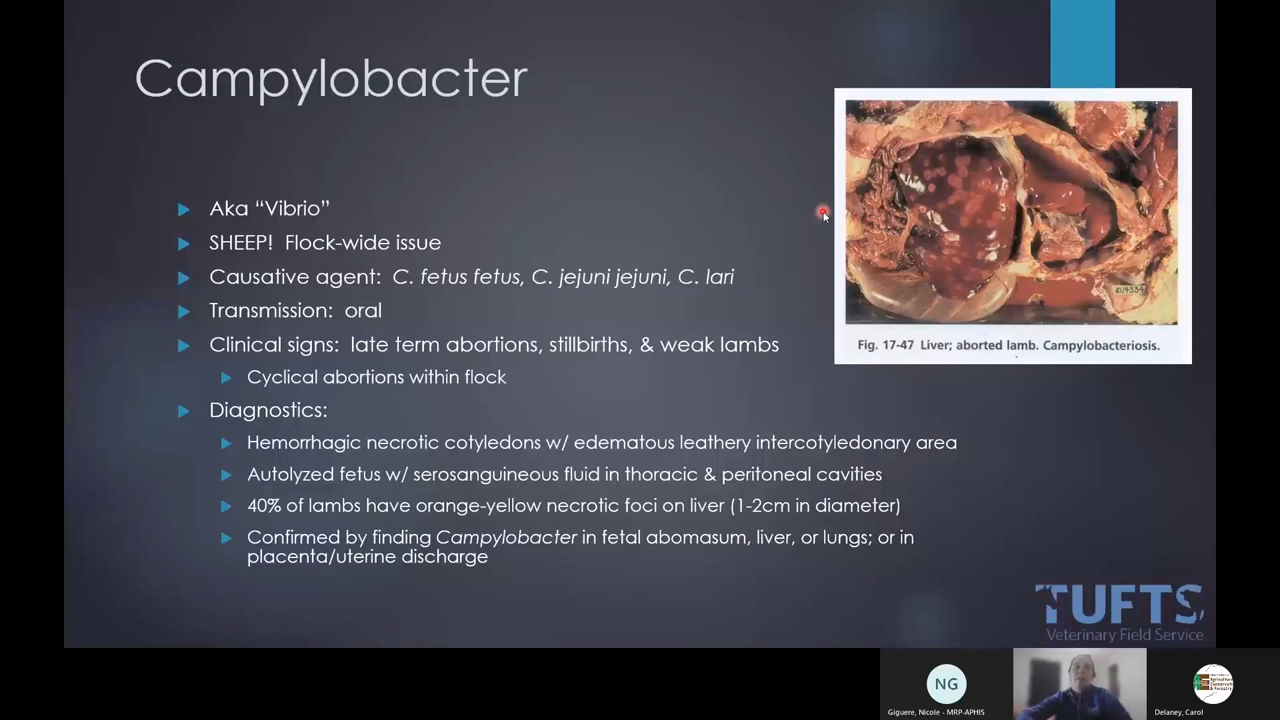 Campylobacter
Aka “Vibrio”
SHEEP! Flock-wide issue
Causative agent: C. fetus fetus, C. jejuni jejuni, C. lari
Transmission: oral
Clinical signs: late term abortions, stillbirths, & weak lambs
Cyclical abortions within flock
Diagnostics:
Hemorrhagic necrotic cotyledons w/ edematous leathery intercotyledonary area
Autolyzed fetus w/ serosanguineous fluid in thoracic & peritoneal cavities
40% of lambs have orange-yellow necrotic foci on liver (1-2cm in diameter)
Confirmed by finding Campylobacter in fetal abomasum, liver, or lungs; or in
placenta/uterine discharge
Fig. 17-47 Liver; aborted lamb. Campylobacteriosis.
TUFTS
Veterinary Field Service
NG
Giguere, Nicole - MRP-APHIS
TUFTS
Delaney, Carol